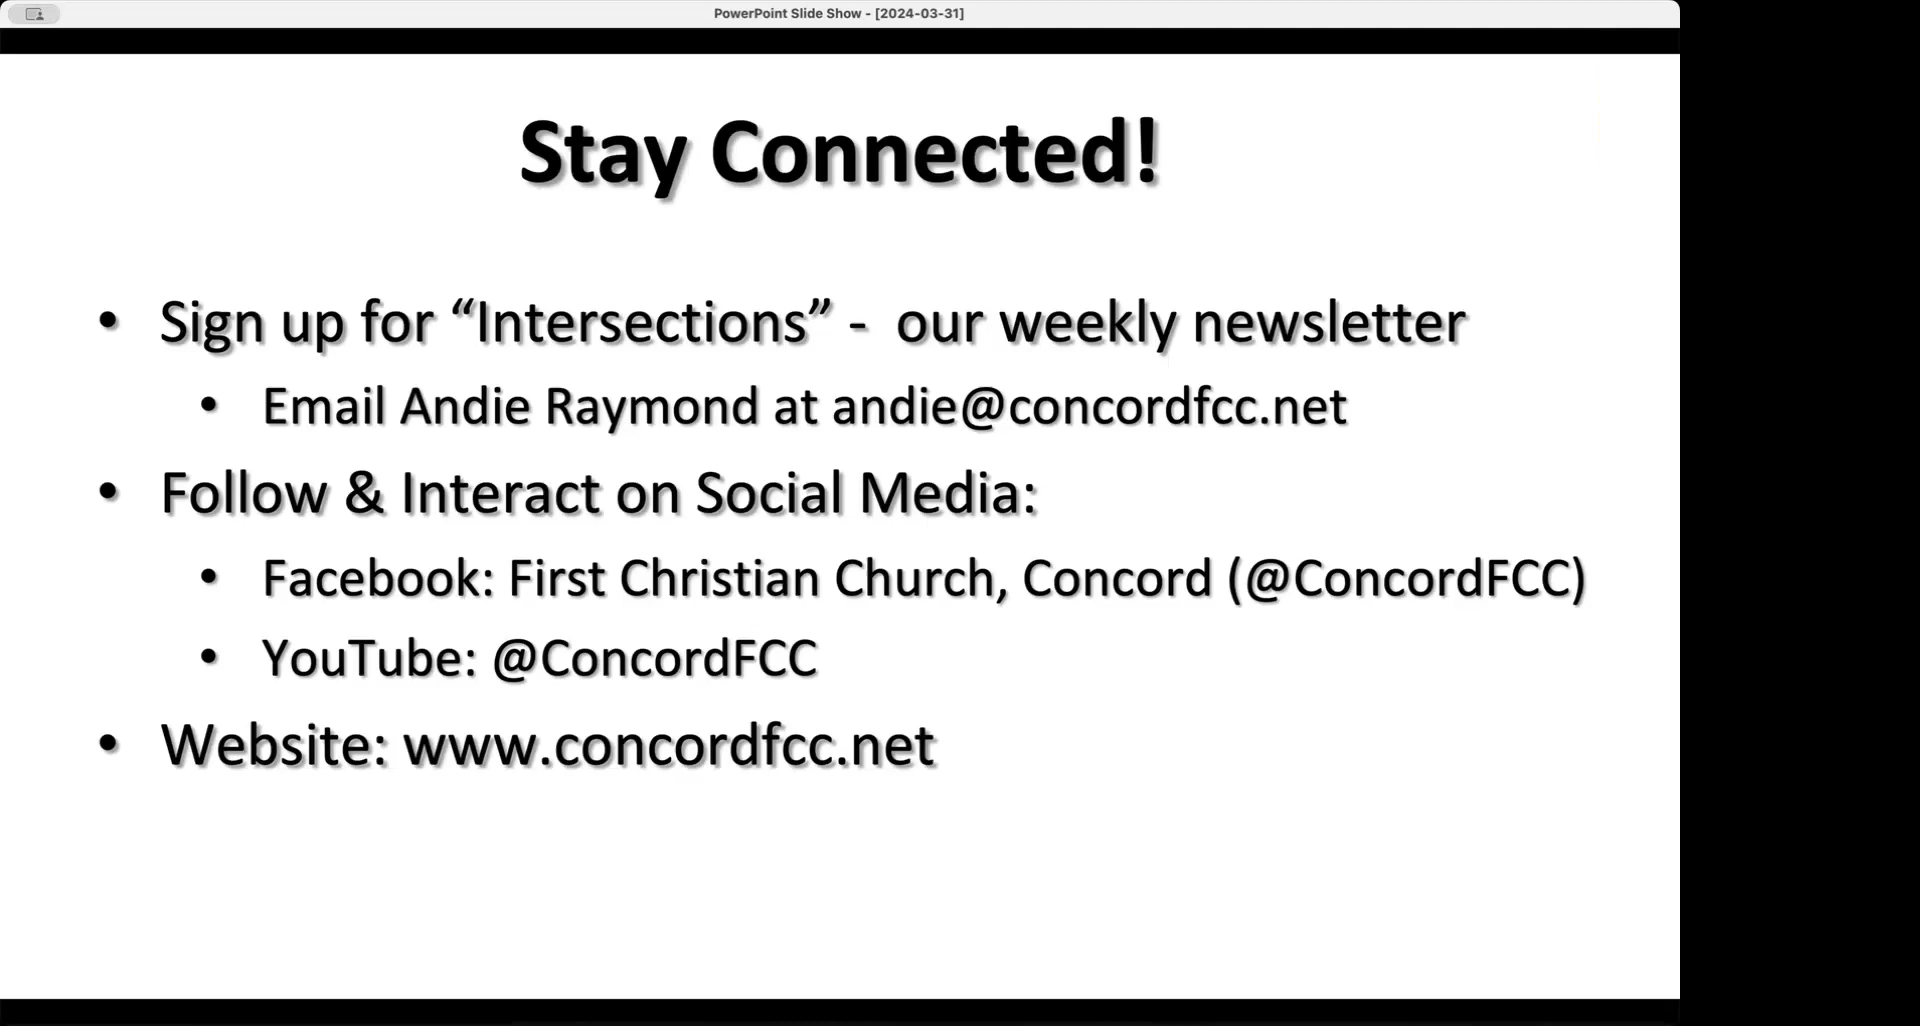 PowerPoint Slide Show - [2024-03-31]
Stay Connected!
• Sign up for “Intersections” - our weekly newsletter
• Email Andie Raymond at andie@concordfcc.net
• Follow & Interact on Social Media:
• Facebook: First Christian Church, Concord (@ConcordFCC)
• YouTube: @ConcordFCC
• Website: www.concordfcc.net